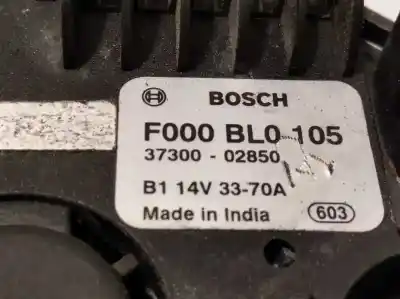 BOSCH
F000 BL0 105
37300 - 02850
B1 14V 33-70A
Made in India 603